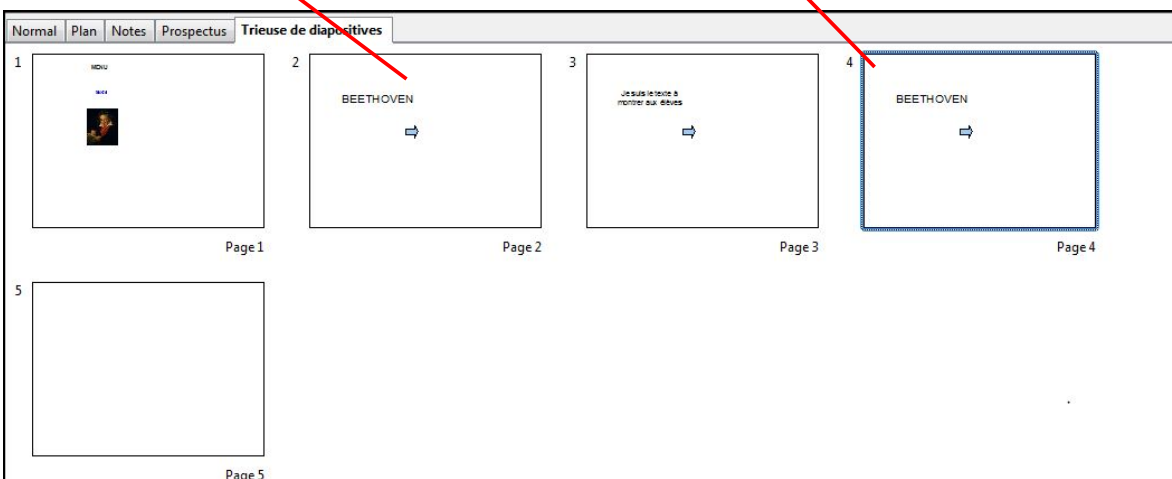 Normal Plan Notes Prospectus Trieuse de diapositives
1 2 3 4
MENU
BEETHOVEN
Je suis le texte à
montrer aux élèves
BEETHOVEN
Page 1 Page 2 Page 3 Page 4
5
Page 5